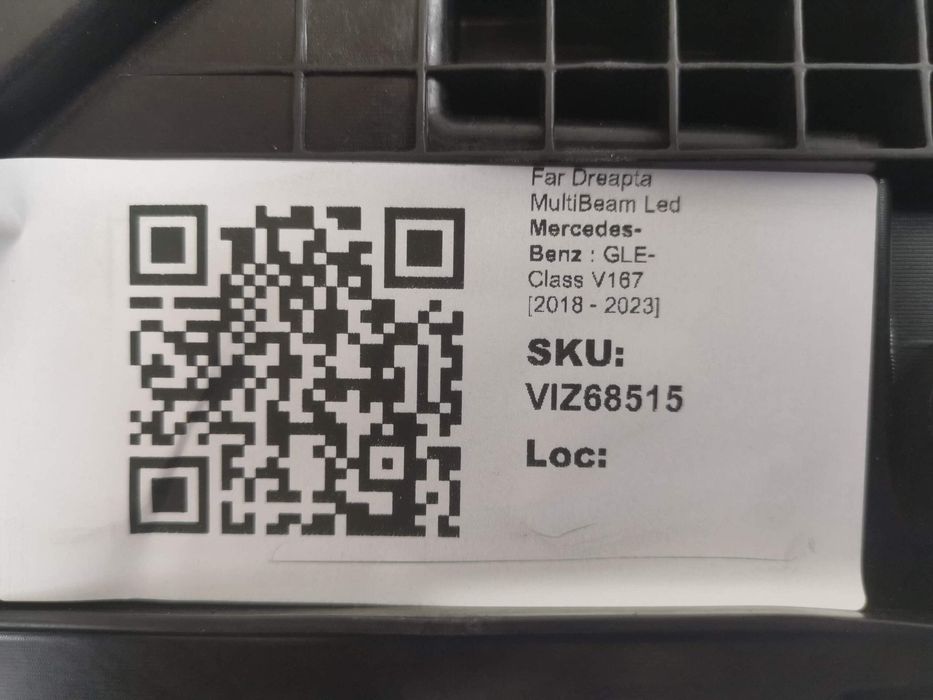 Far Dreapta
MultiBeam Led
Mercedes-
Benz : GLE-
Class V167
[2018 - 2023]
SKU:
VIZ68515
Loc: